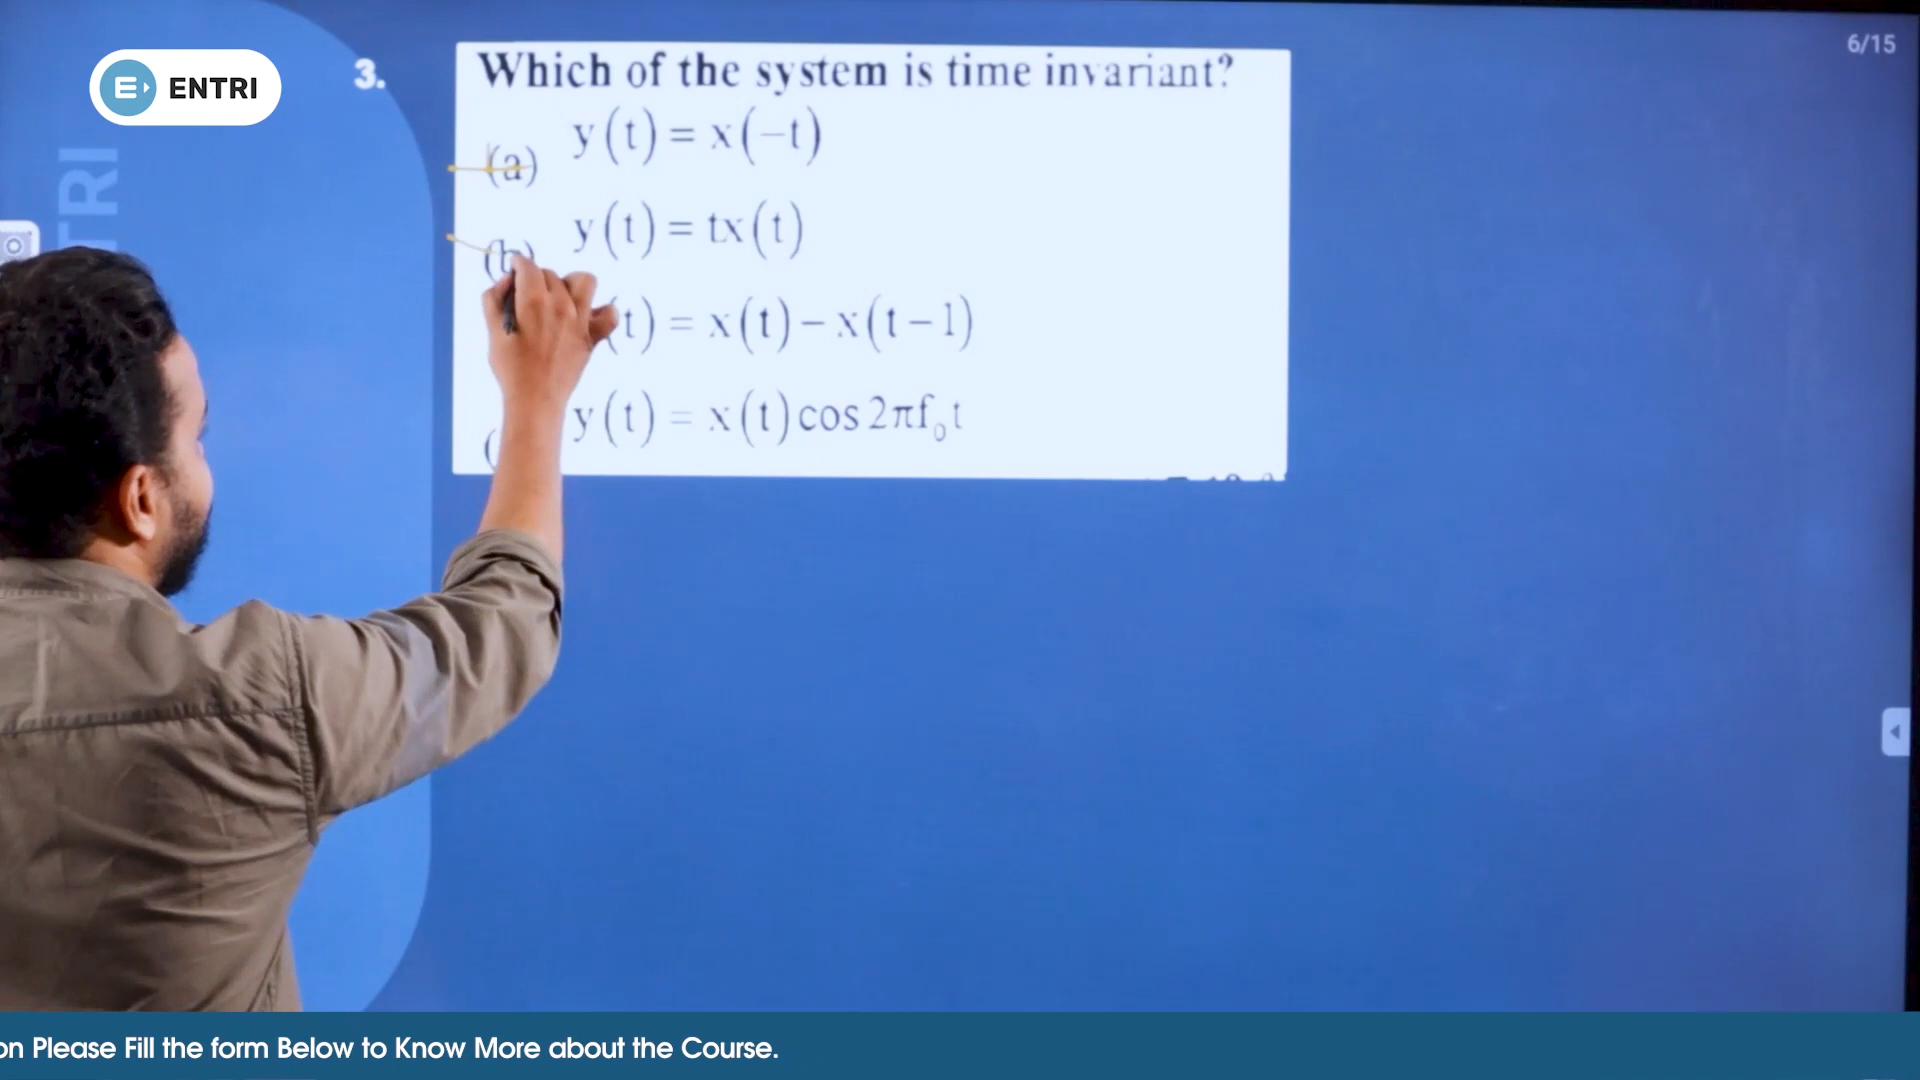 6/15
ENTRI
3.
Which of the system is time invariant?
(a) y(t) = x(−t)
(b) y(t) = tx(t)
(t) = x(t) − x(t − 1)
( y(t) = x(t) cos 2πf₀t
TRI
on Please Fill the form Below to Know More about the Course.